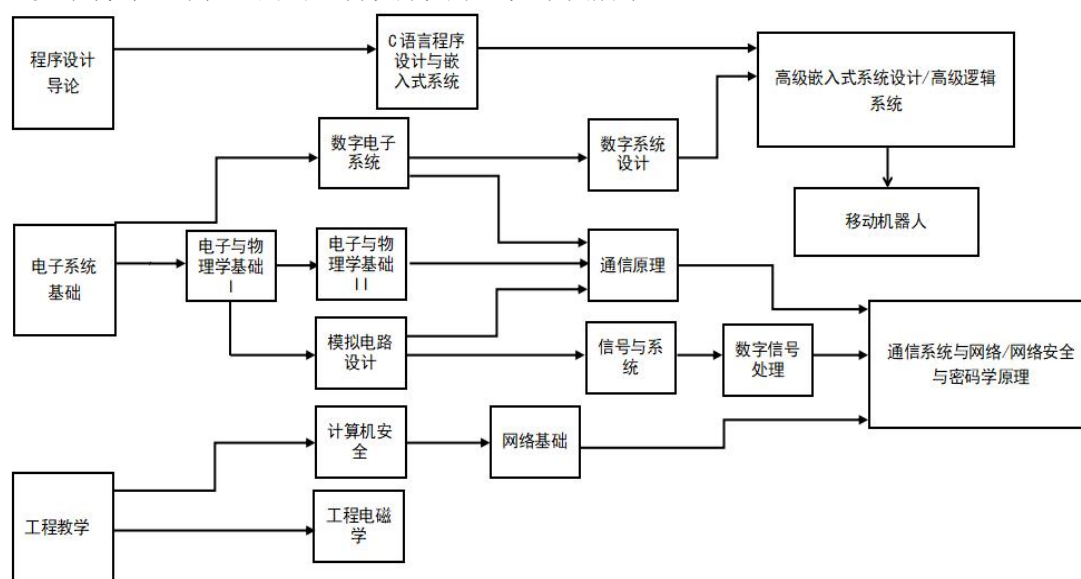 程序设计
导论
C 语言程序
设计与嵌
入式系统
高级嵌入式系统设计/高级逻辑
系统
数字电子
系统
数字系统
设计
移动机器人
电子系统
基础
电子与物
理学基础
I
电子与物
理学基础
II
通信原理
模拟电路
设计
信号与系
统
数字信号
处理
通信系统与网络/网络安全
与密码学原理
计算机安
全
网络基础
工程教学
工程电磁
学